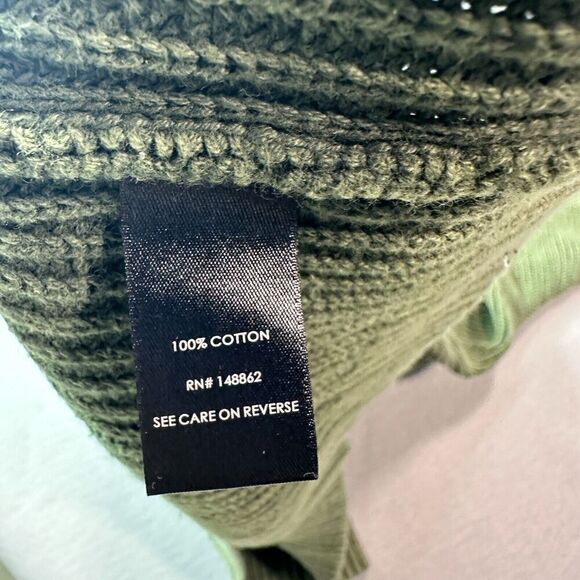 100% COTTON
RN# 148862
SEE CARE ON REVERSE